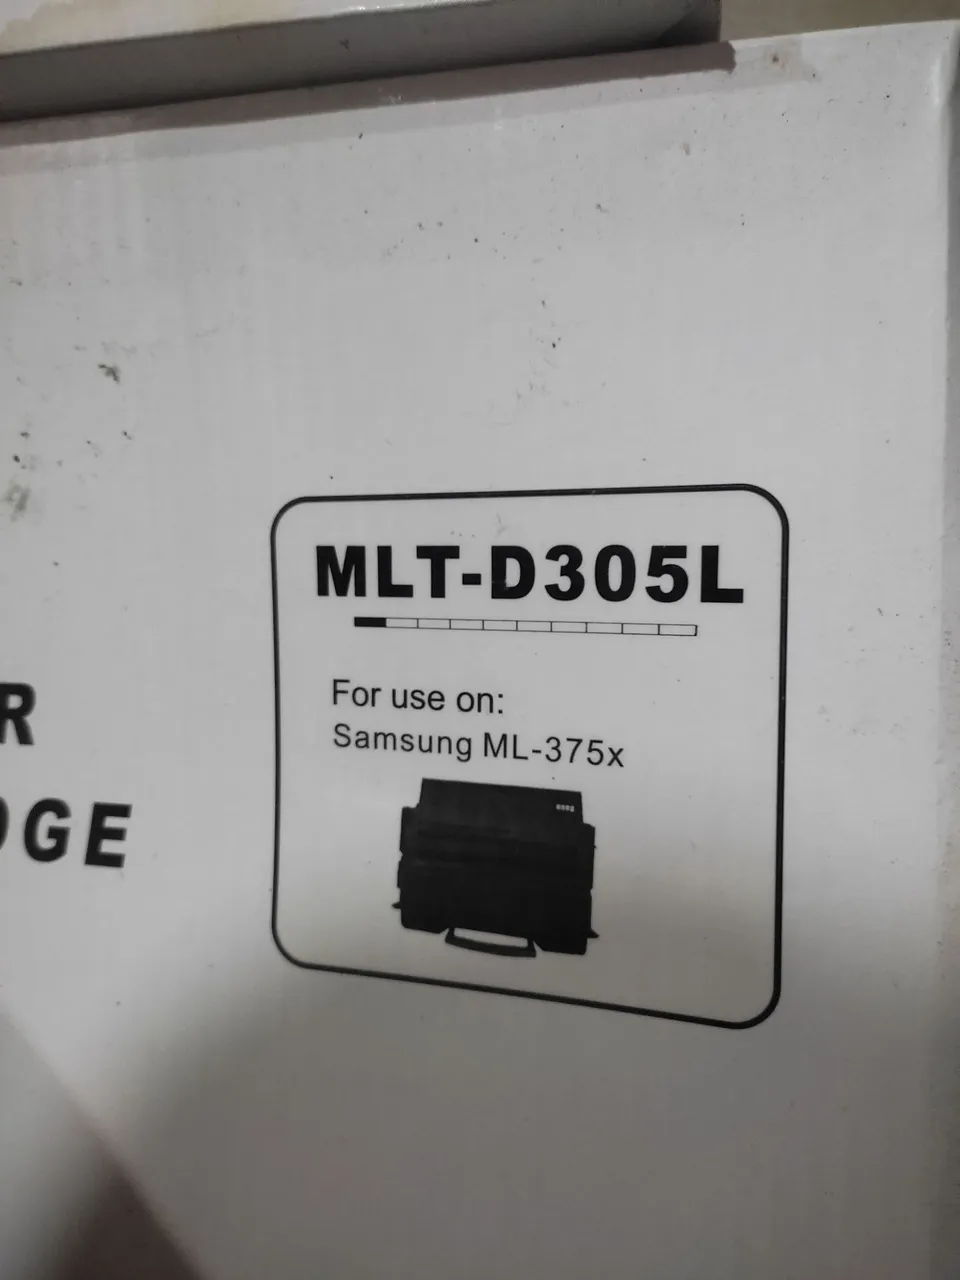 MLT-D305L
For use on:
Samsung ML-375x
R
DGE